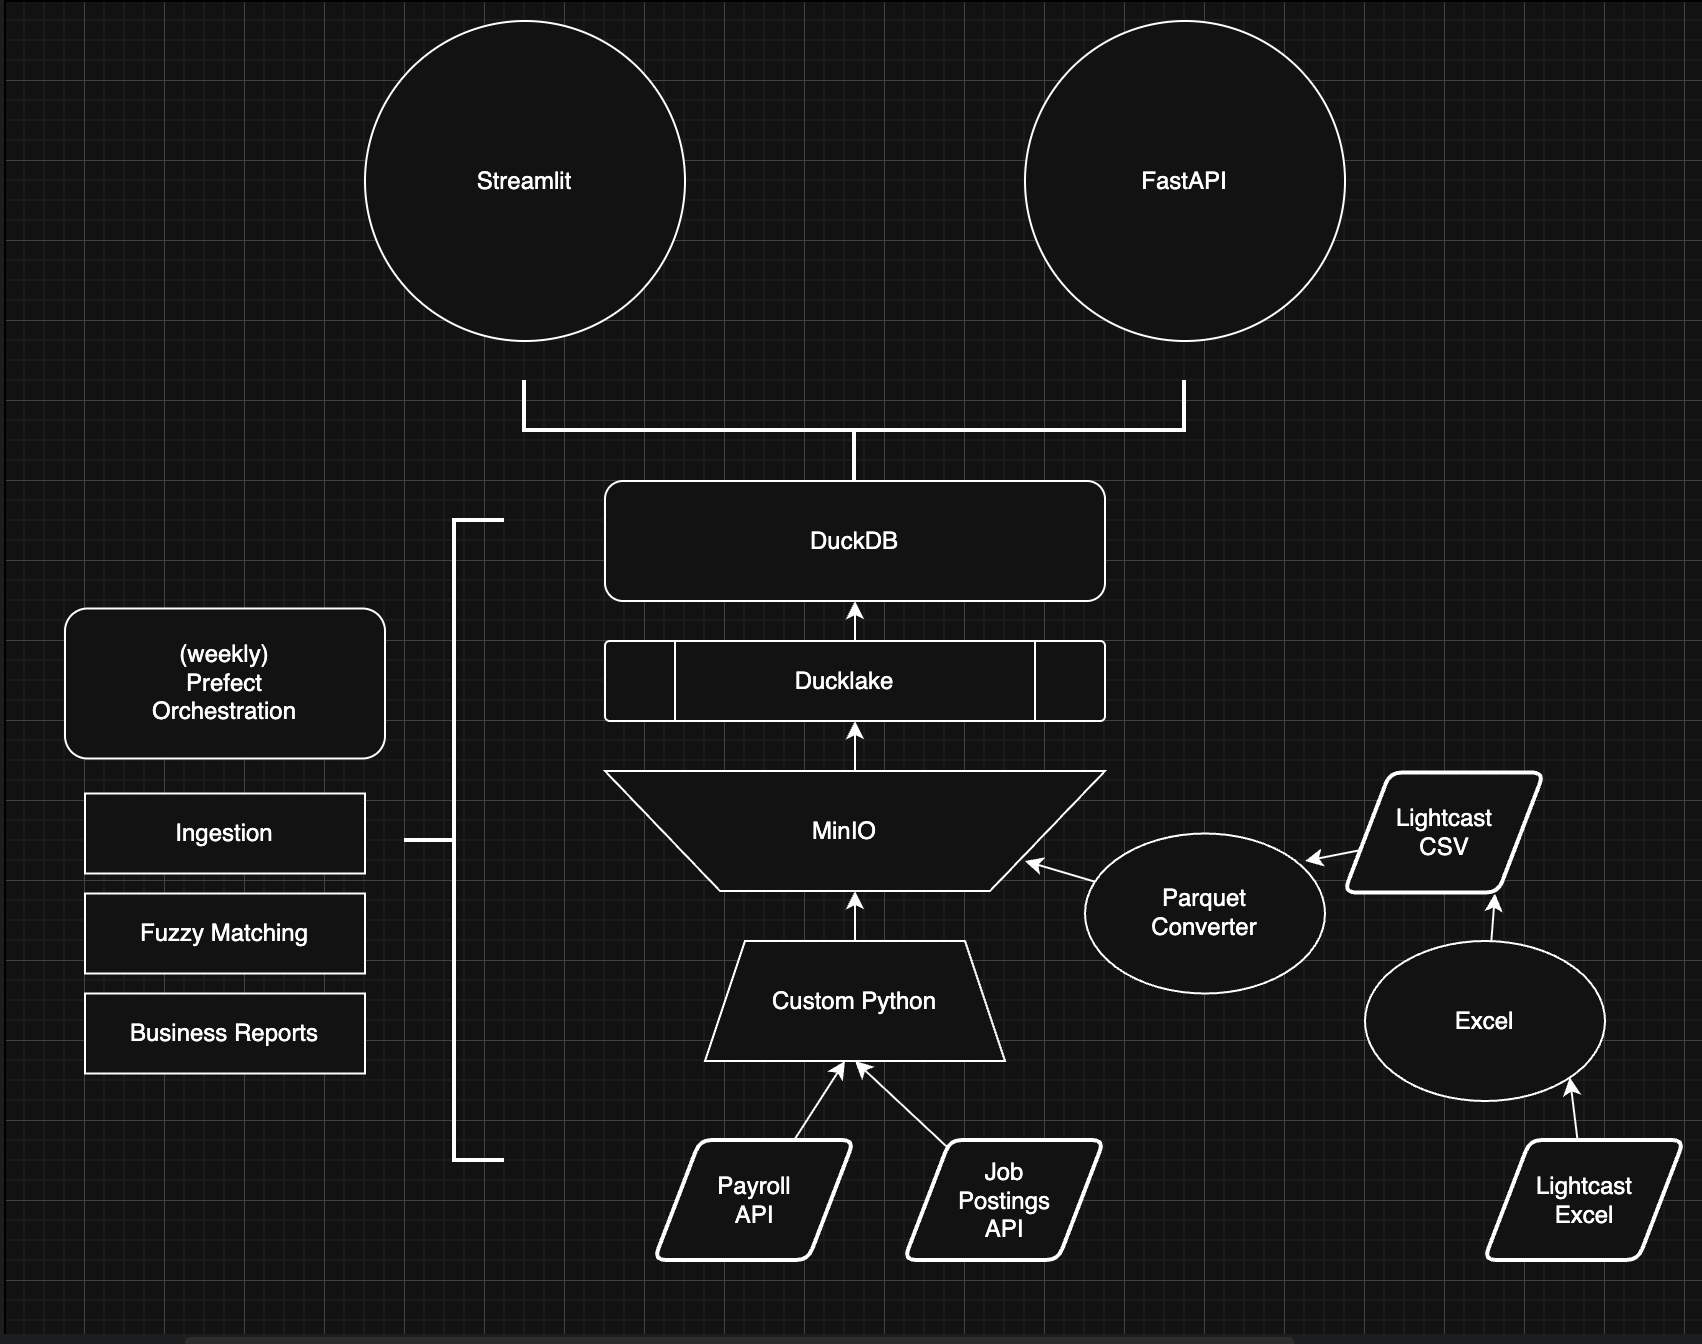 Streamlit
FastAPI
DuckDB
(weekly)
Prefect
Orchestration
Ducklake
Ingestion
MinIO
Lightcast
CSV
Parquet
Converter
Fuzzy Matching
Custom Python
Excel
Business Reports
Payroll
API
Job
Postings
API
Lightcast
Excel